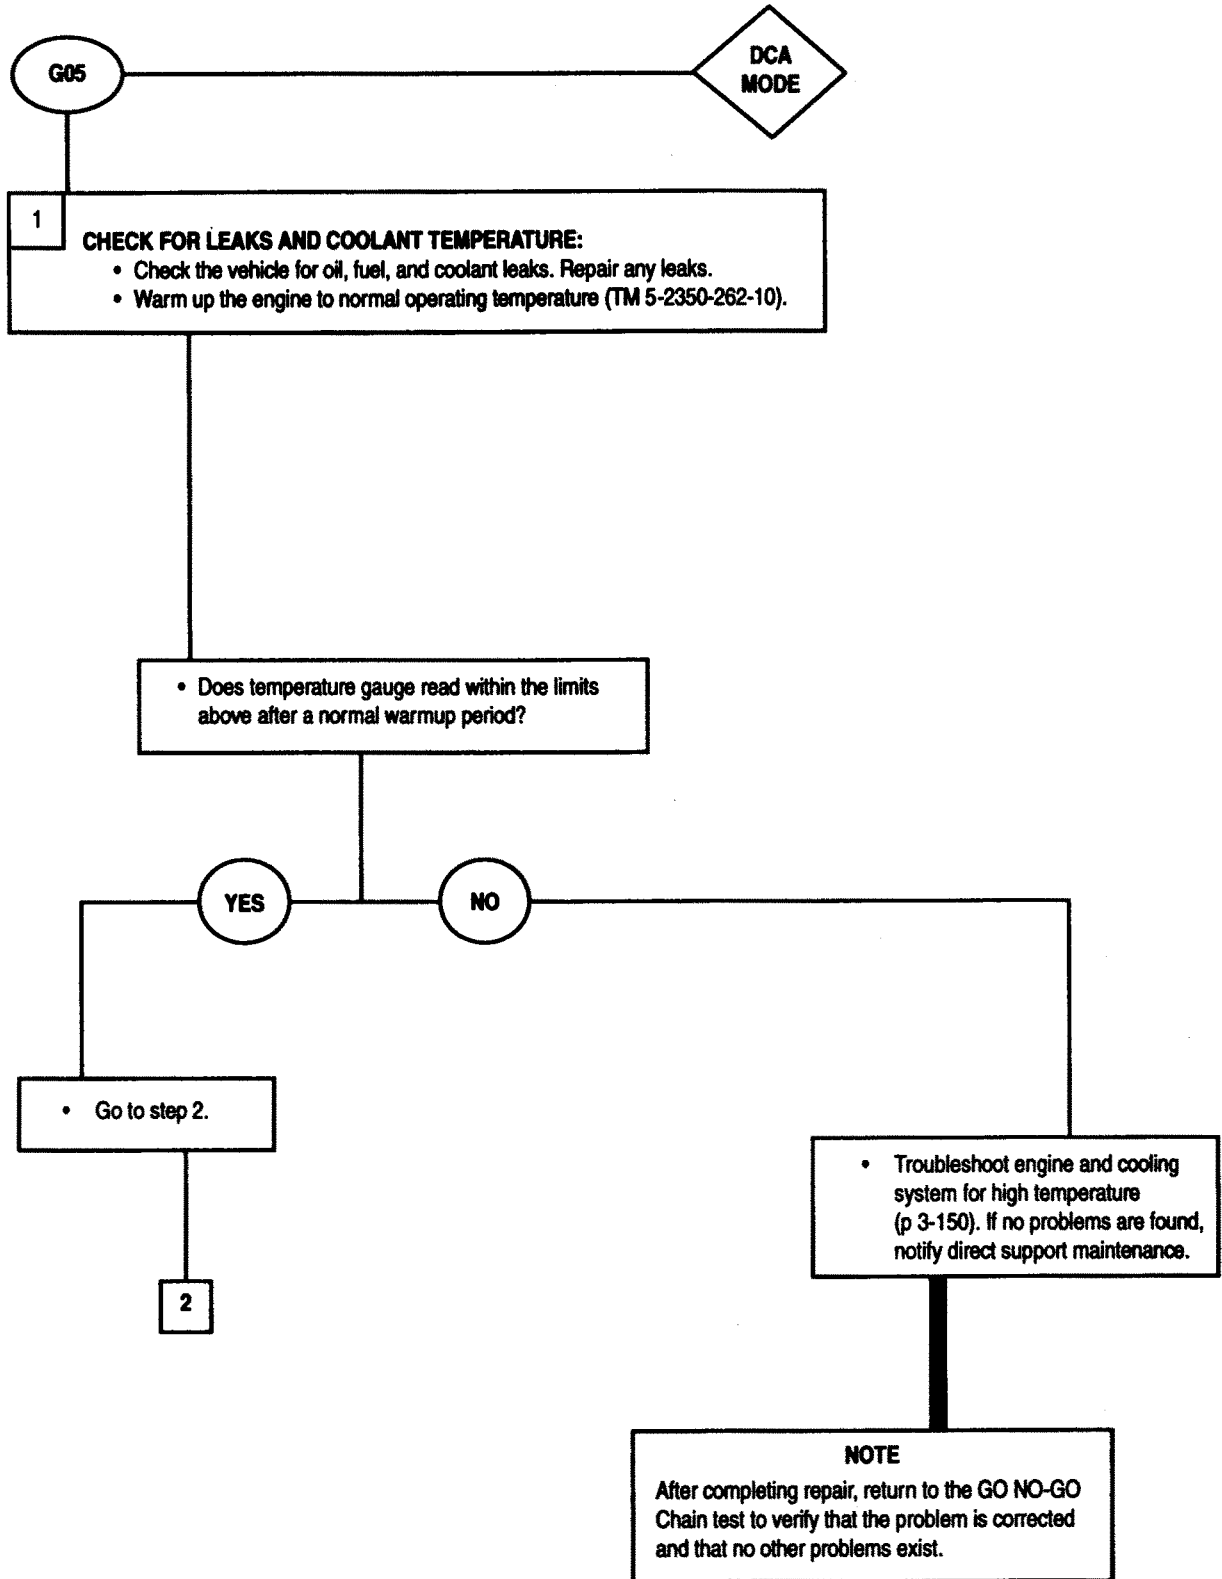 G05
DCA
MODE
1
CHECK FOR LEAKS AND COOLANT TEMPERATURE:
• Check the vehicle for oil, fuel, and coolant leaks. Repair any leaks.
• Warm up the engine to normal operating temperature (TM 5-2350-262-10).
• Does temperature gauge read within the limits
above after a normal warmup period?
YES
NO
• Go to step 2.
• Troubleshoot engine and cooling
system for high temperature
(p 3-150). If no problems are found,
notify direct support maintenance.
2
NOTE
After completing repair, return to the GO NO-GO
Chain test to verify that the problem is corrected
and that no other problems exist.